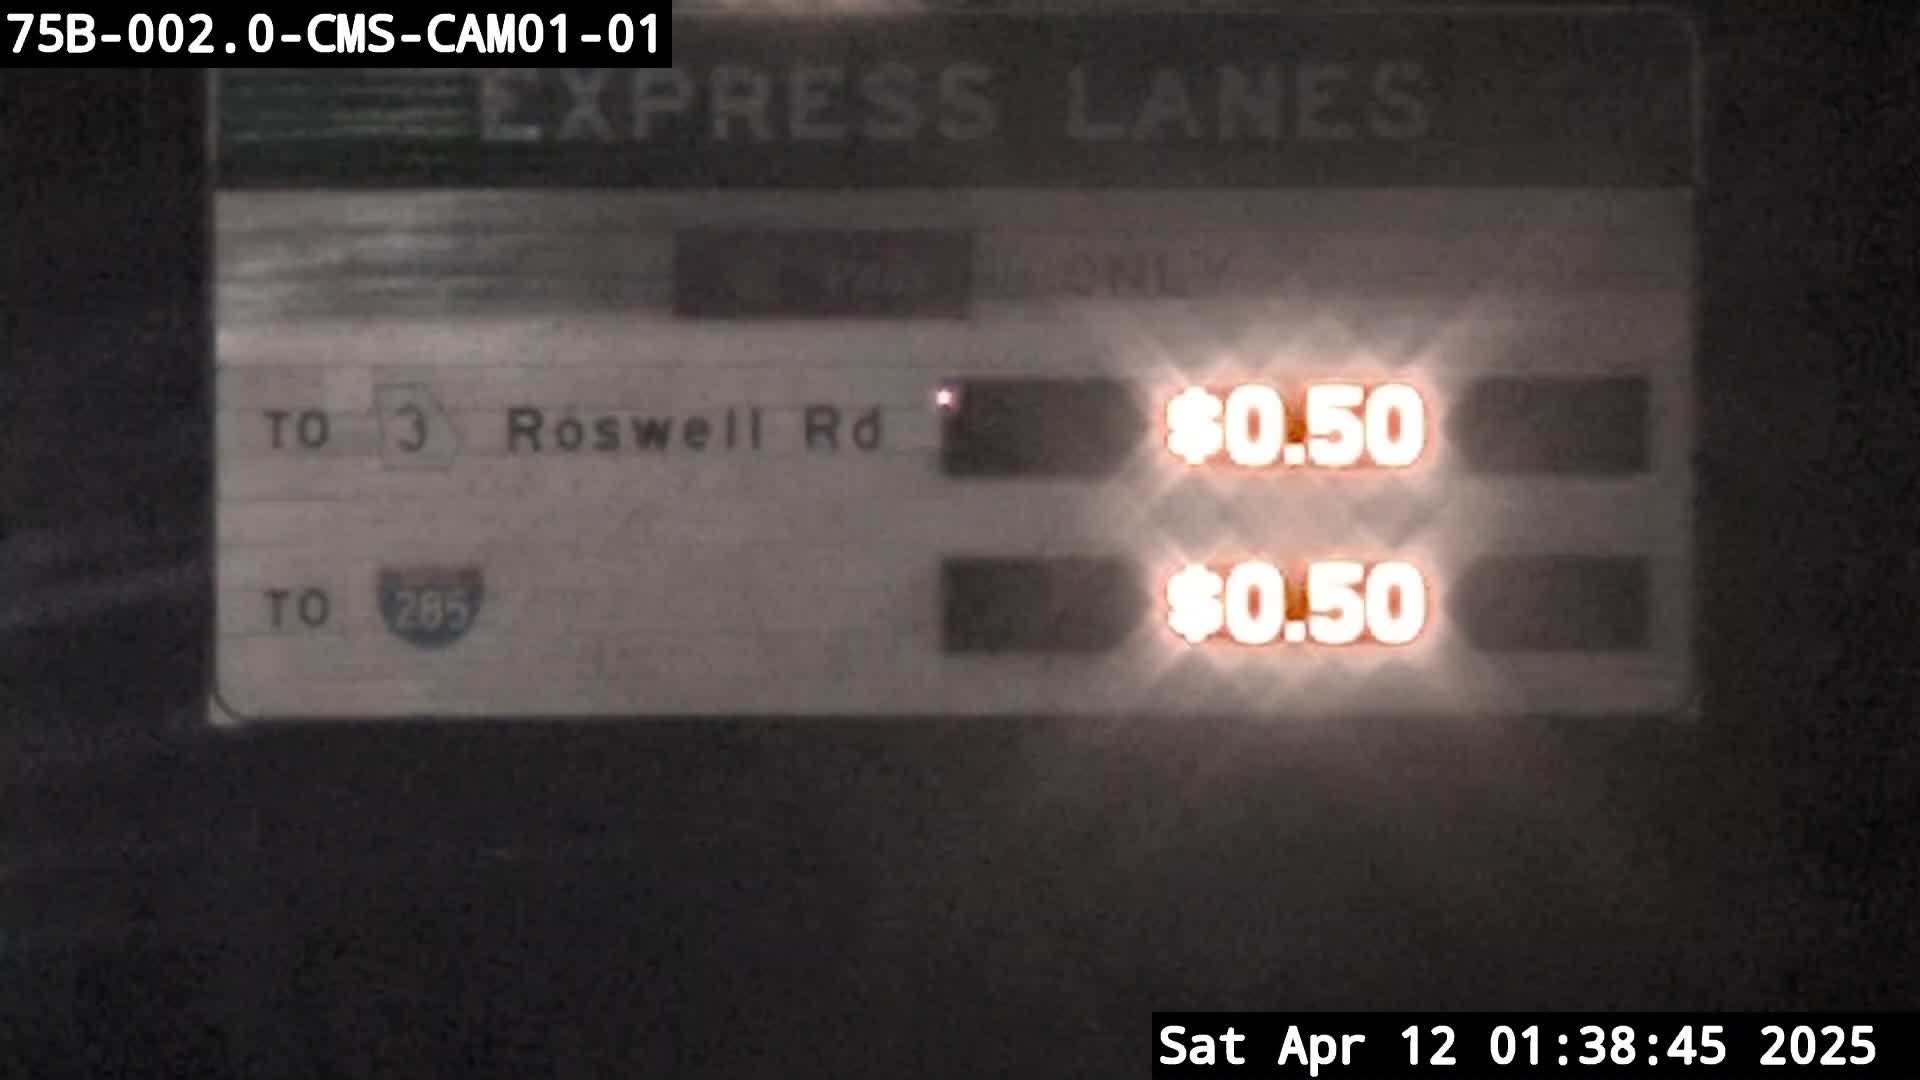 75B-002.0-CMS-CAM01-01
EXPRESS LANES
ONLY
TO 3 Roswell Rd $0.50
TO 285 $0.50
Sat Apr 12 01:38:45 2025